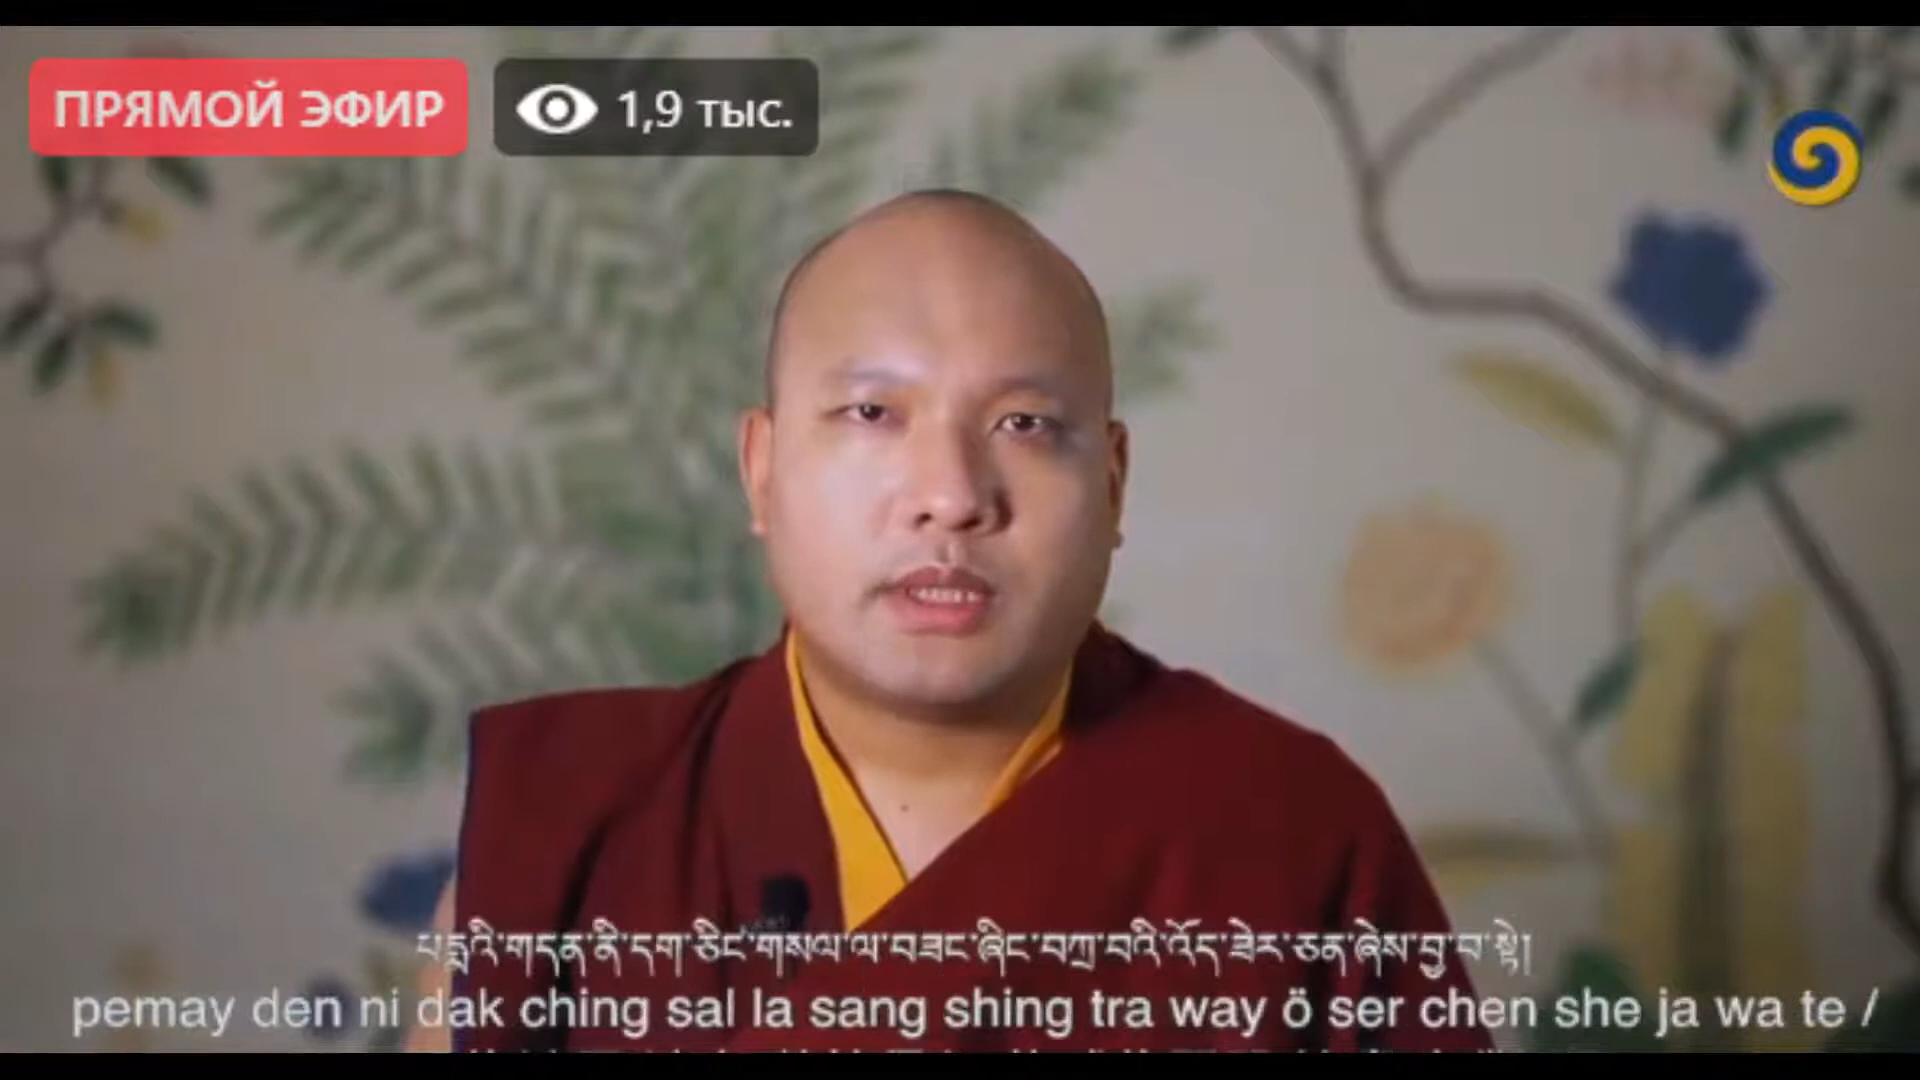 ПРЯМОЙ ЭФИР 1,9 тыс.
པདྨའི་གདན་ནི་དག་ཅིང་གསལ་ལ་བཟང་ཞིང་བཀྲ་བའི་འོད་ཟེར་ཅན་ཞེས་བྱ་བ་སྟེ།
pemay den ni dak ching sal la sang shing tra way ö ser chen she ja wa te /